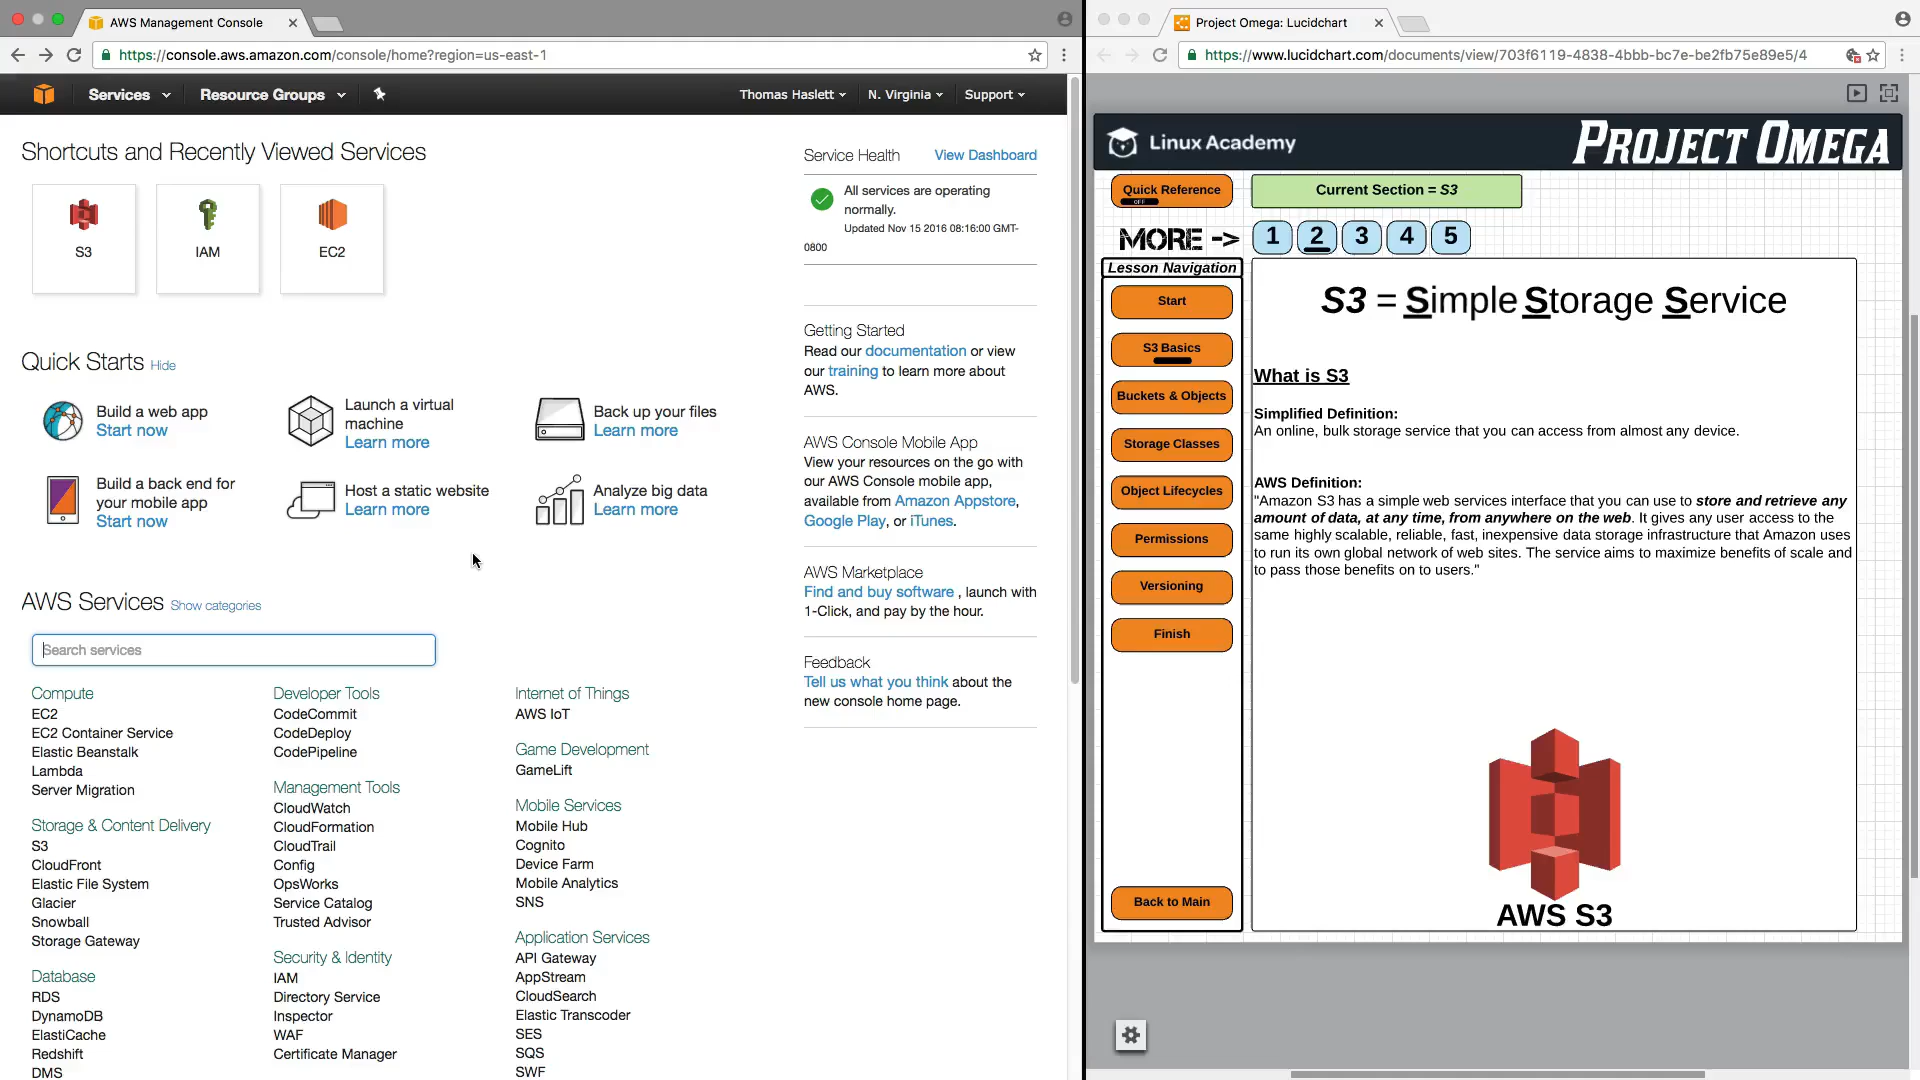 AWS Management Console
https://console.aws.amazon.com/console/home?region=us-east-1
Services
Resource Groups
Thomas Haslett
N. Virginia
Support
Shortcuts and Recently Viewed Services
S3
IAM
EC2
Quick Starts Hide
Build a web app
Start now
Launch a virtual
machine
Learn more
Back up your files
Learn more
Build a back end for
your mobile app
Start now
Host a static website
Learn more
Analyze big data
Learn more
AWS Services Show categories
Search services
Compute
EC2
EC2 Container Service
Elastic Beanstalk
Lambda
Server Migration
Storage & Content Delivery
S3
CloudFront
Elastic File System
Glacier
Snowball
Storage Gateway
Database
RDS
DynamoDB
ElastiCache
Redshift
DMS
Developer Tools
CodeCommit
CodeDeploy
CodePipeline
Management Tools
CloudWatch
CloudFormation
CloudTrail
Config
OpsWorks
Service Catalog
Trusted Advisor
Security & Identity
IAM
Directory Service
Inspector
WAF
Certificate Manager
Internet of Things
AWS IoT
Game Development
GameLift
Mobile Services
Mobile Hub
Cognito
Device Farm
Mobile Analytics
SNS
Application Services
API Gateway
AppStream
CloudSearch
Elastic Transcoder
SES
SQS
SWF
Service Health View Dashboard
All services are operating
normally.
Updated Nov 15 2016 08:16:00 GMT-
0800
Getting Started
Read our documentation or view
our training to learn more about
AWS.
AWS Console Mobile App
View your resources on the go with
our AWS Console mobile app,
available from Amazon Appstore,
Google Play, or iTunes.
AWS Marketplace
Find and buy software , launch with
1-Click, and pay by the hour.
Feedback
Tell us what you think about the
new console home page.
Project Omega: Lucidchart
https://www.lucidchart.com/documents/view/703f6119-4838-4bbb-bc7e-be2fb75e89e5/4
Linux Academy
PROJECT OMEGA
Quick Reference
OFF
Current Section = S3
MORE ->
1
2
3
4
5
Lesson Navigation
Start
S3 Basics
Buckets & Objects
Storage Classes
Object Lifecycles
Permissions
Versioning
Finish
Back to Main
S3 = Simple Storage Service
What is S3
Simplified Definition:
An online, bulk storage service that you can access from almost any device.
AWS Definition:
"Amazon S3 has a simple web services interface that you can use to store and retrieve any
amount of data, at any time, from anywhere on the web. It gives any user access to the
same highly scalable, reliable, fast, inexpensive data storage infrastructure that Amazon uses
to run its own global network of web sites. The service aims to maximize benefits of scale and
to pass those benefits on to users."
AWS S3